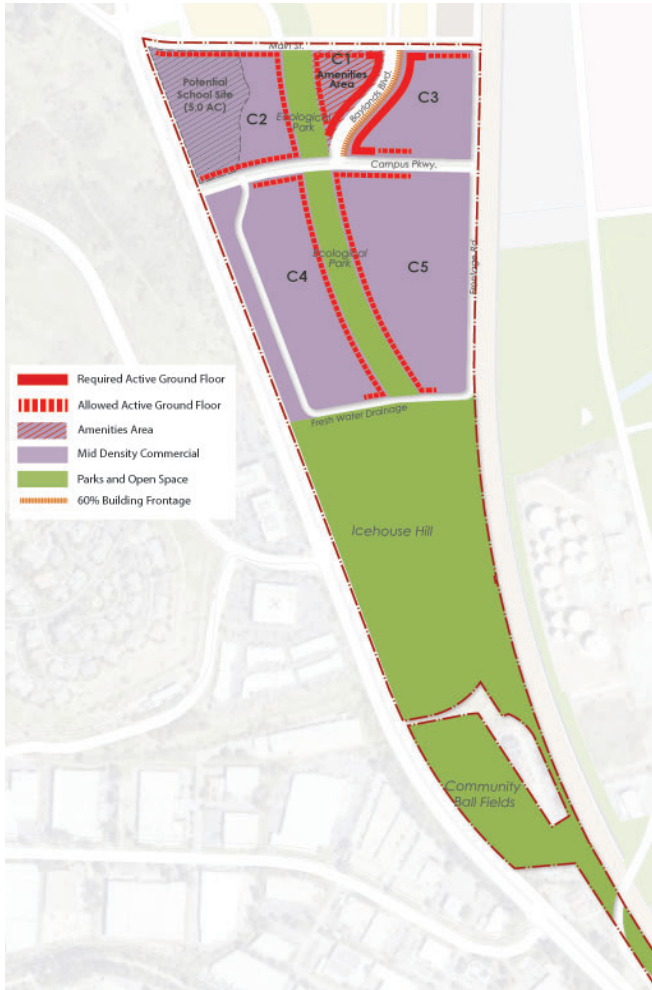 Main St.
C1
Amenities
Area
Potential
School Site
(5.0 AC)
Baylands Blvd.
C3
C2
Ecological
Park
Campus Pkwy.
Frontage Rd.
Ecological
Park
C4
C5
Required Active Ground Floor
Allowed Active Ground Floor
Amenities Area
Mid Density Commercial
Parks and Open Space
60% Building Frontage
Fresh Water Drainage
Icehouse Hill
Community
Ball Fields